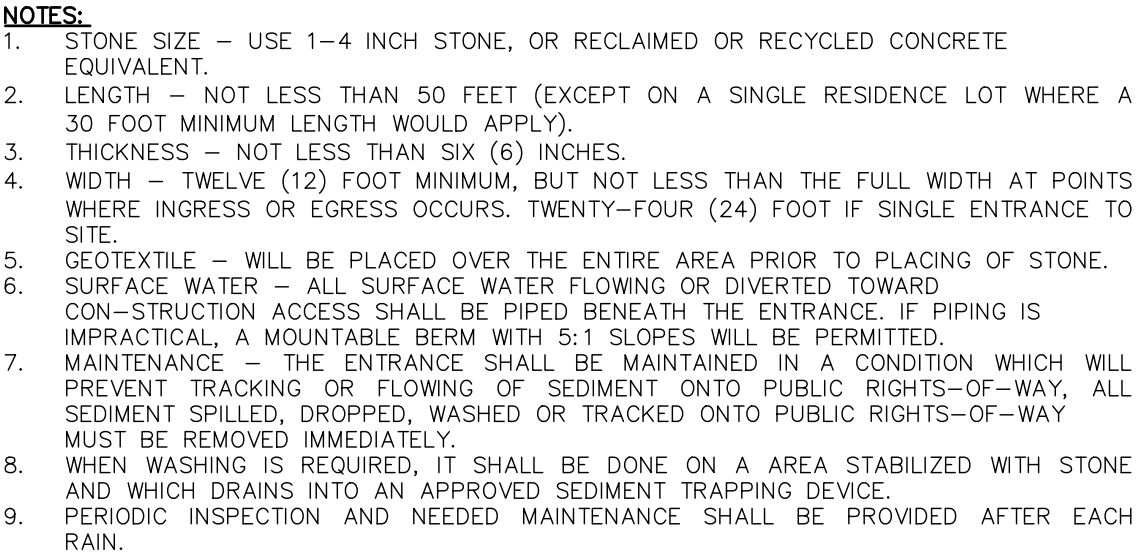 NOTES:
1. STONE SIZE – USE 1–4 INCH STONE, OR RECLAIMED OR RECYCLED CONCRETE
EQUIVALENT.
2. LENGTH – NOT LESS THAN 50 FEET (EXCEPT ON A SINGLE RESIDENCE LOT WHERE A
30 FOOT MINIMUM LENGTH WOULD APPLY).
3. THICKNESS – NOT LESS THAN SIX (6) INCHES.
4. WIDTH – TWELVE (12) FOOT MINIMUM, BUT NOT LESS THAN THE FULL WIDTH AT POINTS
WHERE INGRESS OR EGRESS OCCURS. TWENTY–FOUR (24) FOOT IF SINGLE ENTRANCE TO
SITE.
5. GEOTEXTILE – WILL BE PLACED OVER THE ENTIRE AREA PRIOR TO PLACING OF STONE.
6. SURFACE WATER – ALL SURFACE WATER FLOWING OR DIVERTED TOWARD
CON–STRUCTION ACCESS SHALL BE PIPED BENEATH THE ENTRANCE. IF PIPING IS
IMPRACTICAL, A MOUNTABLE BERM WITH 5:1 SLOPES WILL BE PERMITTED.
7. MAINTENANCE – THE ENTRANCE SHALL BE MAINTAINED IN A CONDITION WHICH WILL
PREVENT TRACKING OR FLOWING OF SEDIMENT ONTO PUBLIC RIGHTS–OF–WAY, ALL
SEDIMENT SPILLED, DROPPED, WASHED OR TRACKED ONTO PUBLIC RIGHTS–OF–WAY
MUST BE REMOVED IMMEDIATELY.
8. WHEN WASHING IS REQUIRED, IT SHALL BE DONE ON A AREA STABILIZED WITH STONE
AND WHICH DRAINS INTO AN APPROVED SEDIMENT TRAPPING DEVICE.
9. PERIODIC INSPECTION AND NEEDED MAINTENANCE SHALL BE PROVIDED AFTER EACH
RAIN.